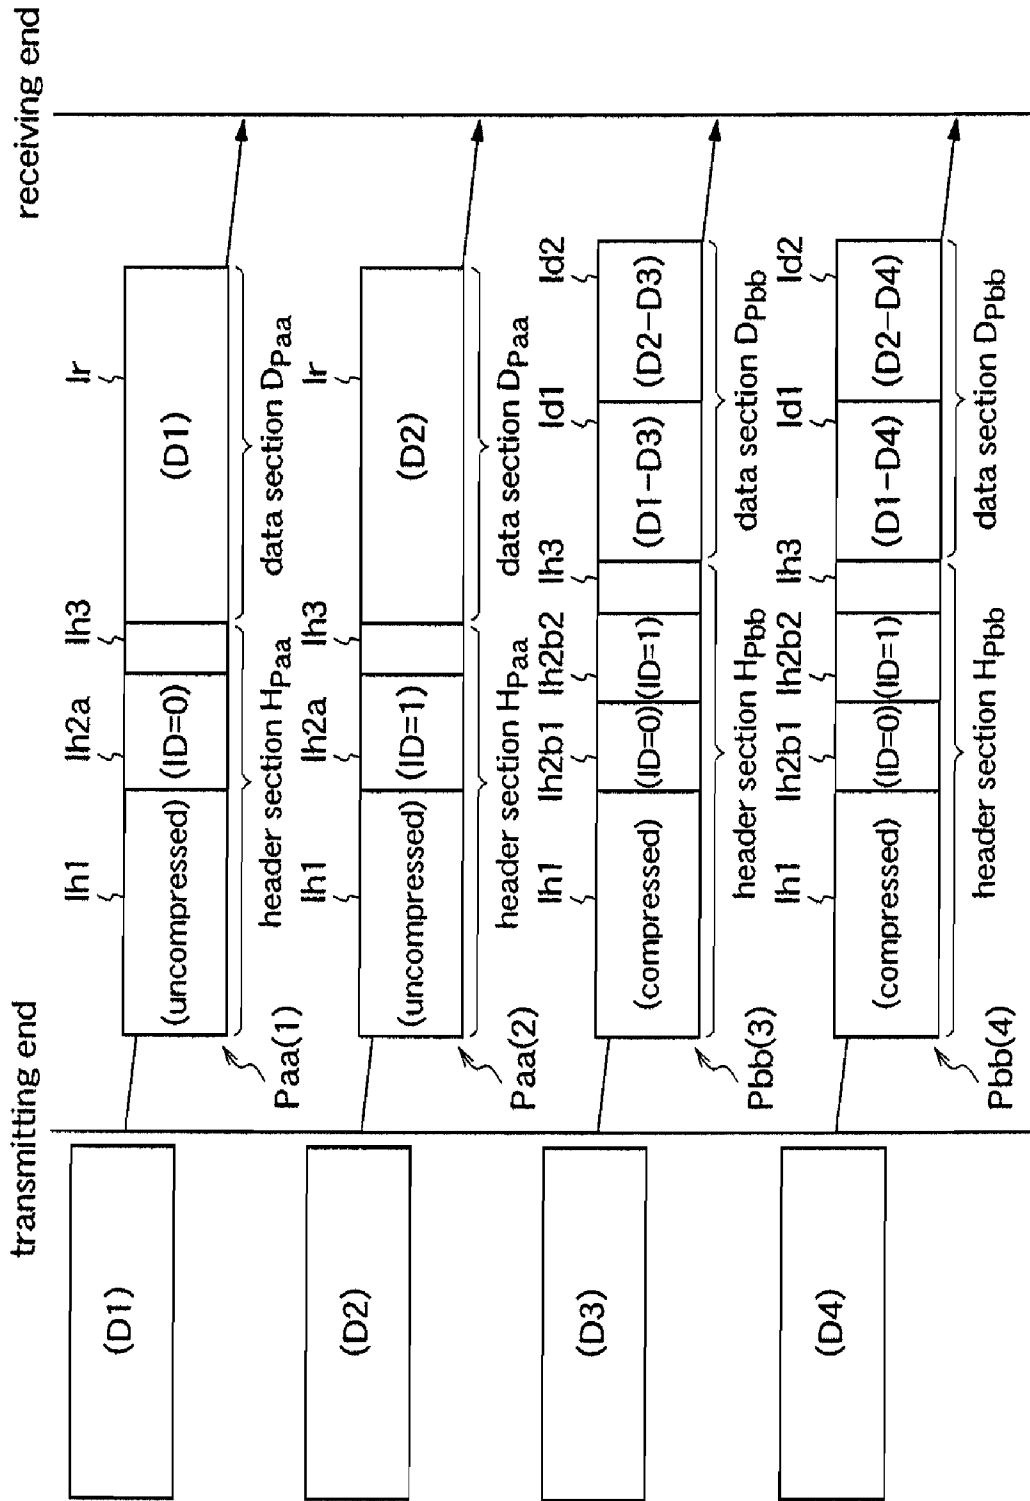 transmitting end
receiving end
(D1)
Ih1
Ih2a
Ih3
Ir
(uncompressed)
(ID=0)
(D1)
header section HPaa
data section DPaa
Paa(1)
(D2)
Ih1
Ih2a
Ih3
Ir
(uncompressed)
(ID=1)
(D2)
header section HPaa
data section DPaa
Paa(2)
(D3)
Ih1
Ih2b1
Ih2b2
Ih3
Id1
Id2
(compressed)
(ID=0)
(ID=1)
(D1-D3)
(D2-D3)
header section HPbb
data section DPbb
Pbb(3)
(D4)
Ih1
Ih2b1
Ih2b2
Ih3
Id1
Id2
(compressed)
(ID=0)
(ID=1)
(D1-D4)
(D2-D4)
header section HPbb
data section DPbb
Pbb(4)